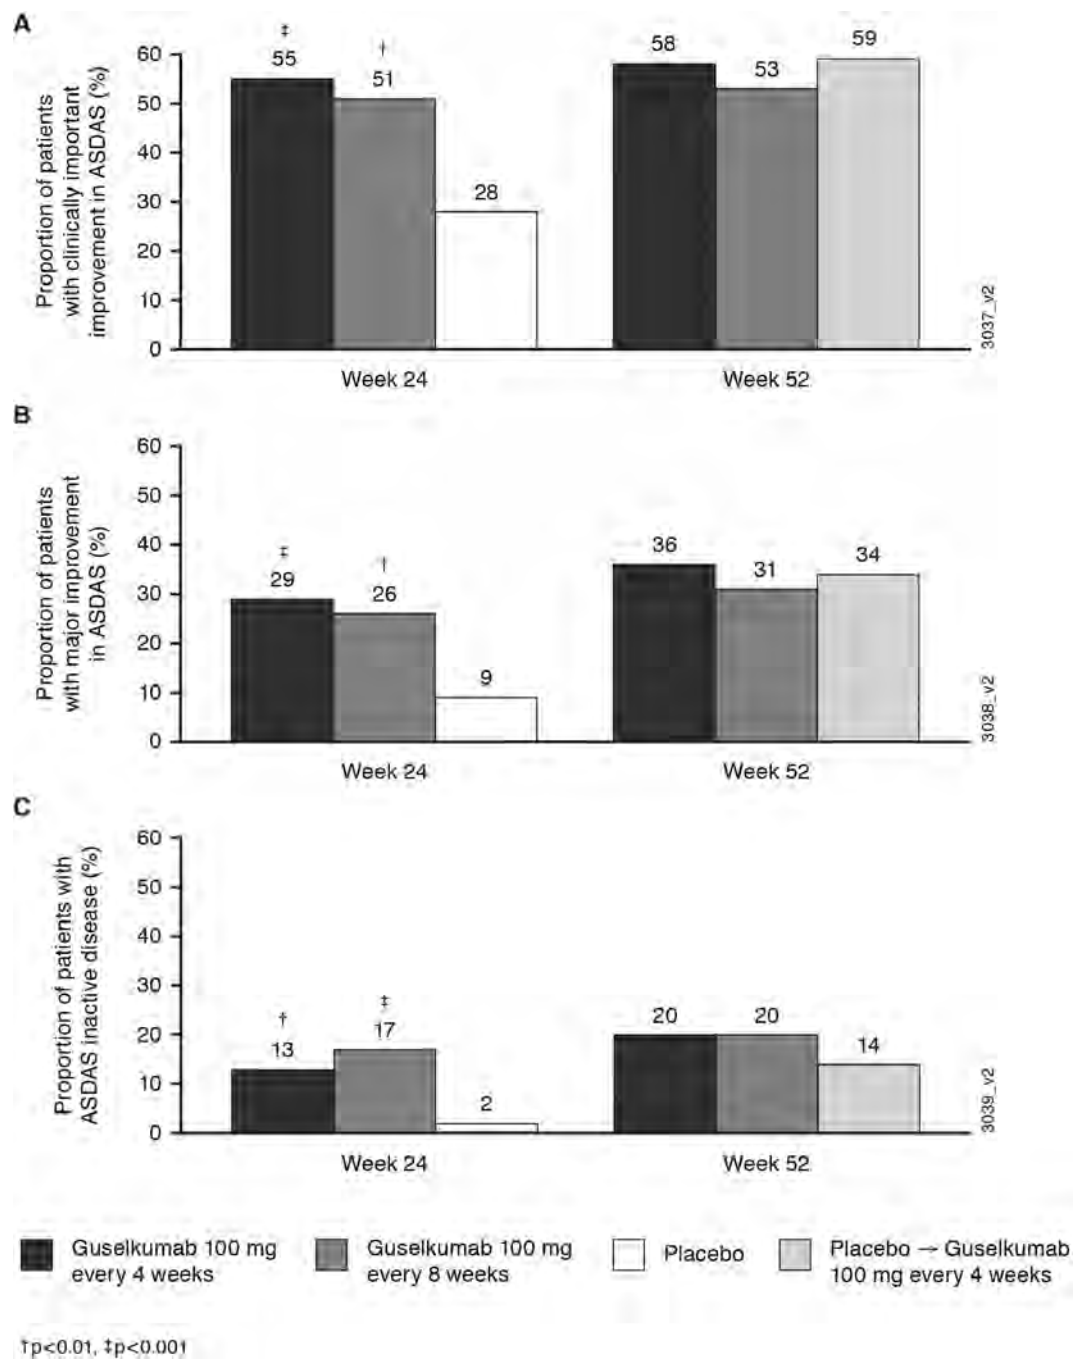 A
Proportion of patients
with clinically important
improvement in ASDAS (%)
60
50
40
30
20
10
0
‡
55
†
51
28
58
53
59
Week 24
Week 52
3037_v2
B
Proportion of patients
with major improvement
in ASDAS (%)
60
50
40
30
20
10
0
‡
29
†
26
9
36
31
34
Week 24
Week 52
3038_v2
C
Proportion of patients with
ASDAS inactive disease (%)
60
50
40
30
20
10
0
†
13
‡
17
2
20
20
14
Week 24
Week 52
3039_v2
Guselkumab 100 mg
every 4 weeks
Guselkumab 100 mg
every 8 weeks
Placebo
Placebo → Guselkumab
100 mg every 4 weeks
†p<0.01, ‡p<0.001